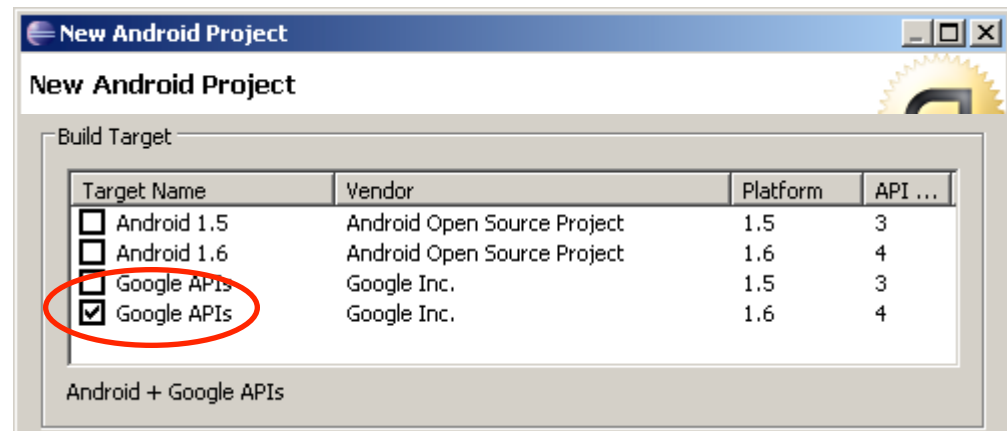 New Android Project
New Android Project
Build Target
Target Name Vendor Platform API ...
Android 1.5 Android Open Source Project 1.5 3
Android 1.6 Android Open Source Project 1.6 4
Google APIs Google Inc. 1.5 3
Google APIs Google Inc. 1.6 4
Android + Google APIs